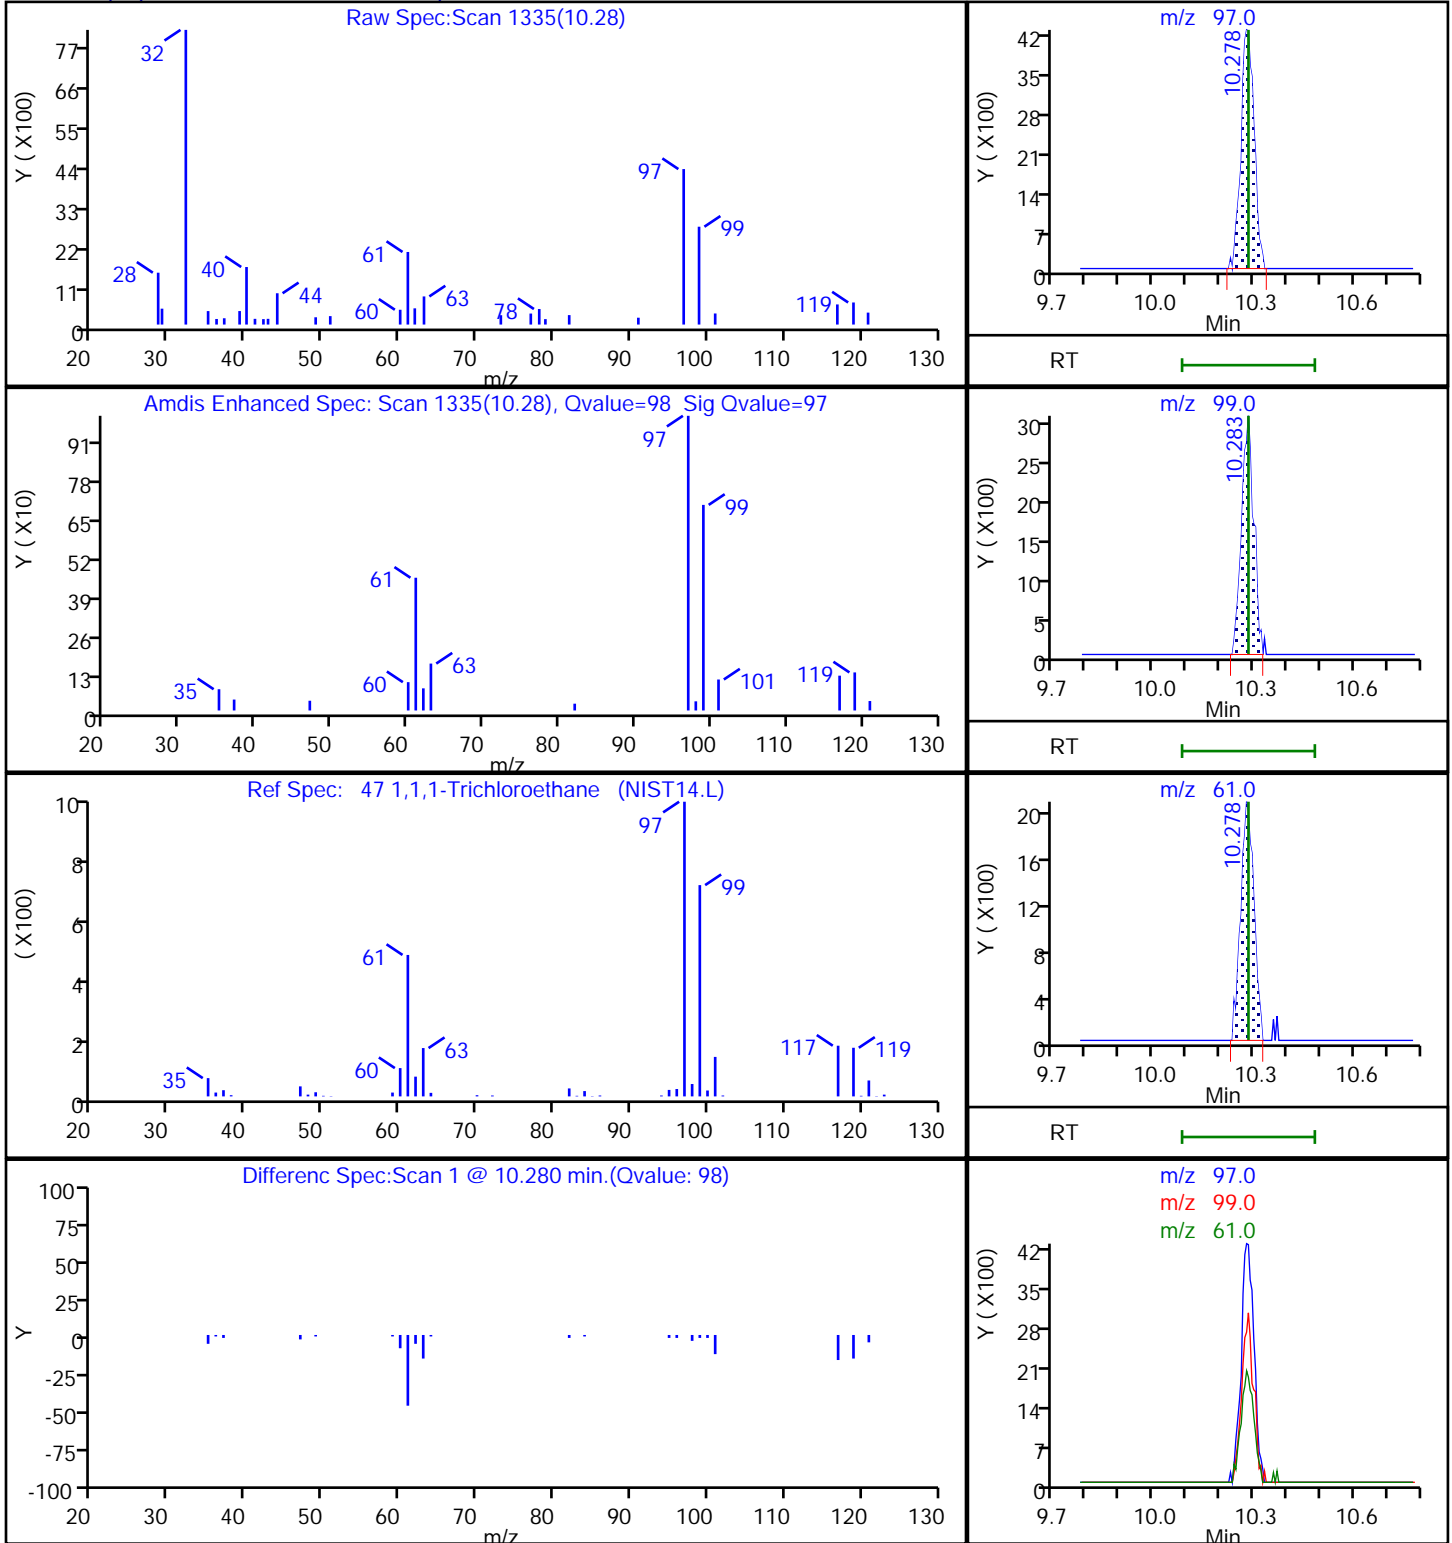 Raw Spec:Scan 1335(10.28)
Y ( X100)
77
66
55
44
33
22
11
0
32
28
40
44
60
61
63
78
97
99
119
20 30 40 50 60 70 80 90 100 110 120 130
m/z
m/z 97.0
Y ( X100)
42
35
28
21
14
7
0
10.278
9.7 10.0 10.3 10.6
Min
RT
Amdis Enhanced Spec: Scan 1335(10.28), Qvalue=98 Sig Qvalue=97
Y ( X10)
91
78
65
52
39
26
13
0
35
60
61
63
97
99
101
119
20 30 40 50 60 70 80 90 100 110 120 130
m/z
m/z 99.0
Y ( X100)
30
25
20
15
10
5
0
10.283
9.7 10.0 10.3 10.6
Min
RT
Ref Spec: 47 1,1,1-Trichloroethane (NIST14.L)
( X100)
10
8
6
4
2
0
35
60
61
63
97
99
117
119
20 30 40 50 60 70 80 90 100 110 120 130
m/z 61.0
Y ( X100)
20
16
12
8
4
0
10.278
9.7 10.0 10.3 10.6
Min
RT
Differenc Spec:Scan 1 @ 10.280 min.(Qvalue: 98)
Y
100
75
50
25
0
-25
-50
-75
-100
20 30 40 50 60 70 80 90 100 110 120 130
m/z
m/z 97.0
m/z 99.0
m/z 61.0
Y ( X100)
42
35
28
21
14
7
0
9.7 10.0 10.3 10.6
Min